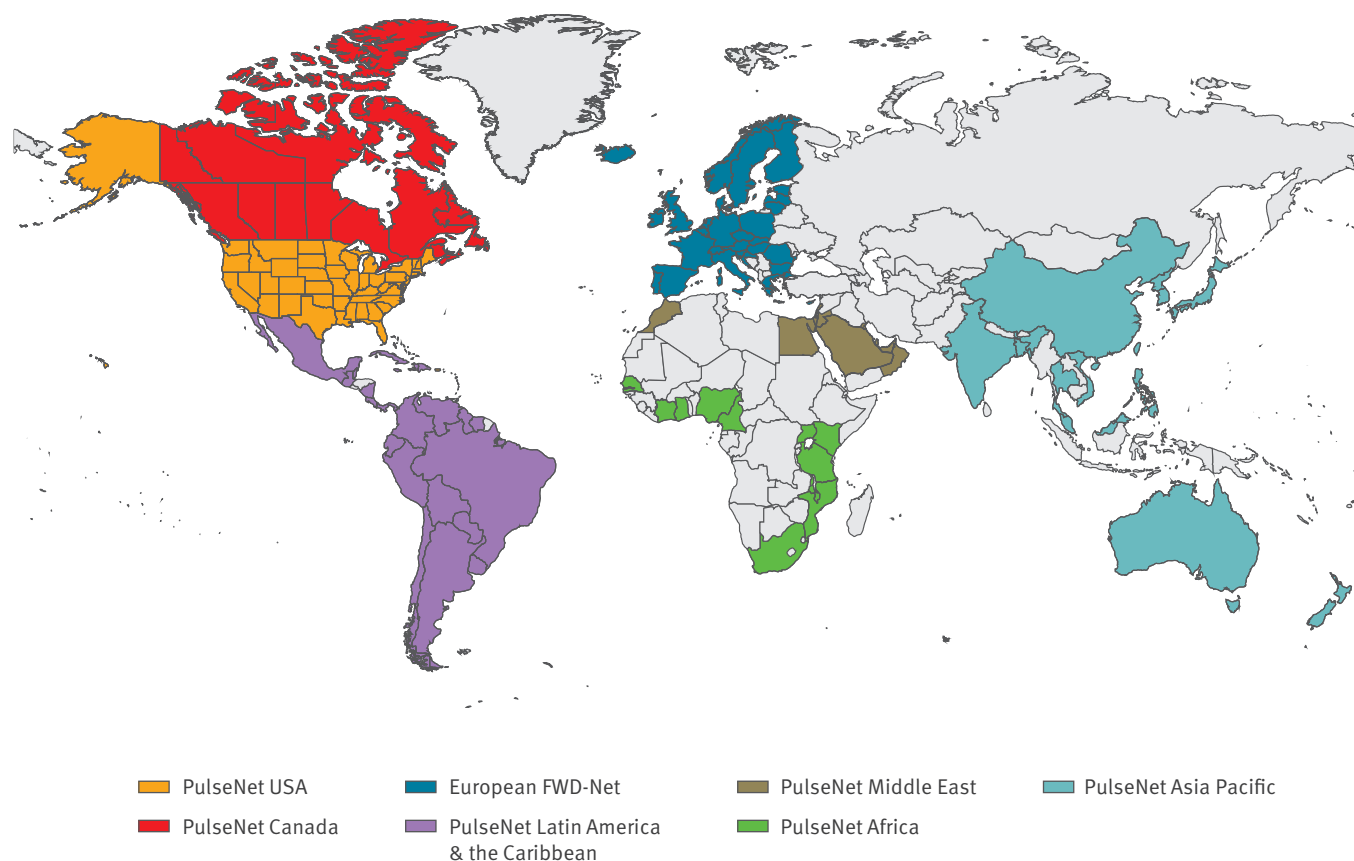 PulseNet USA
European FWD-Net
PulseNet Middle East
PulseNet Asia Pacific
PulseNet Canada
PulseNet Latin America
& the Caribbean
PulseNet Africa